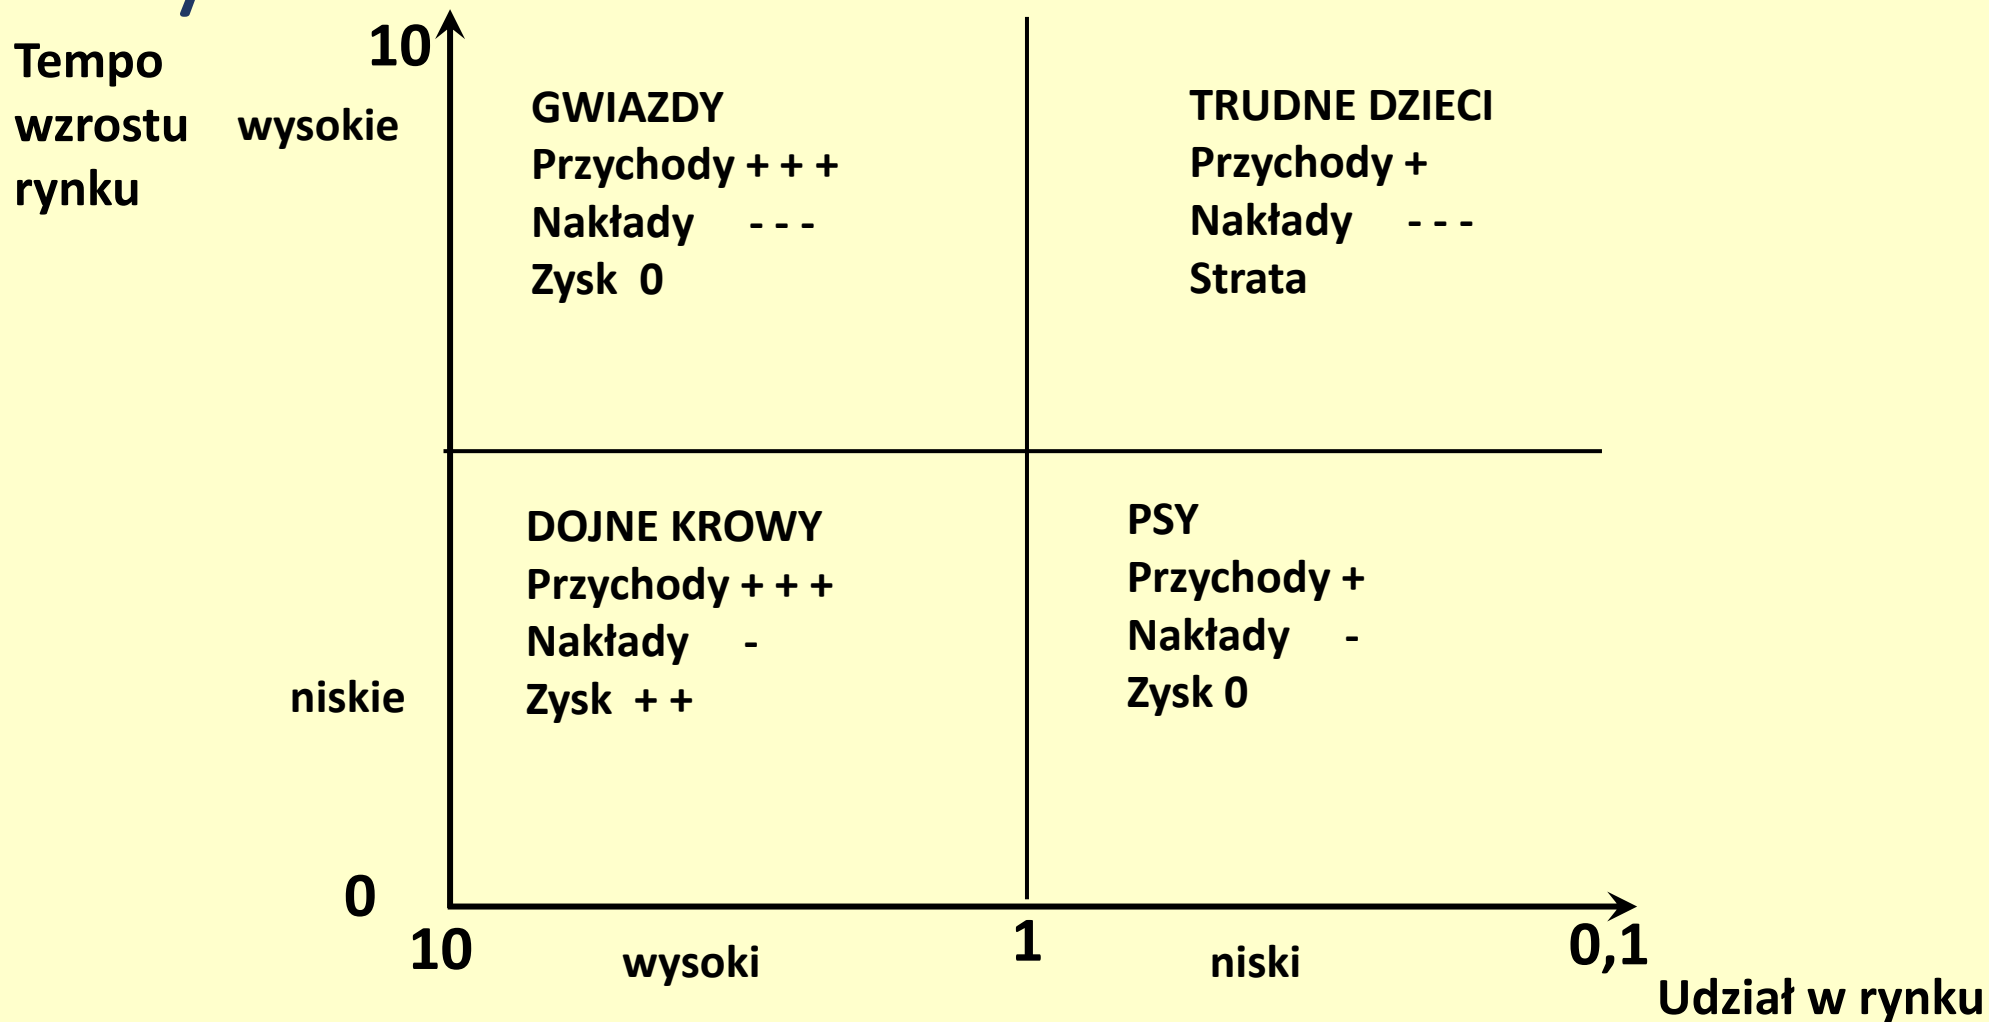 Tempo
wzrostu
rynku
10
wysokie
GWIAZDY
Przychody + + +
Nakłady - - -
Zysk 0
TRUDNE DZIECI
Przychody +
Nakłady - - -
Strata
niskie
DOJNE KROWY
Przychody + + +
Nakłady -
Zysk + +
PSY
Przychody +
Nakłady -
Zysk 0
0
10
wysoki
1
niski
0,1
Udział w rynku